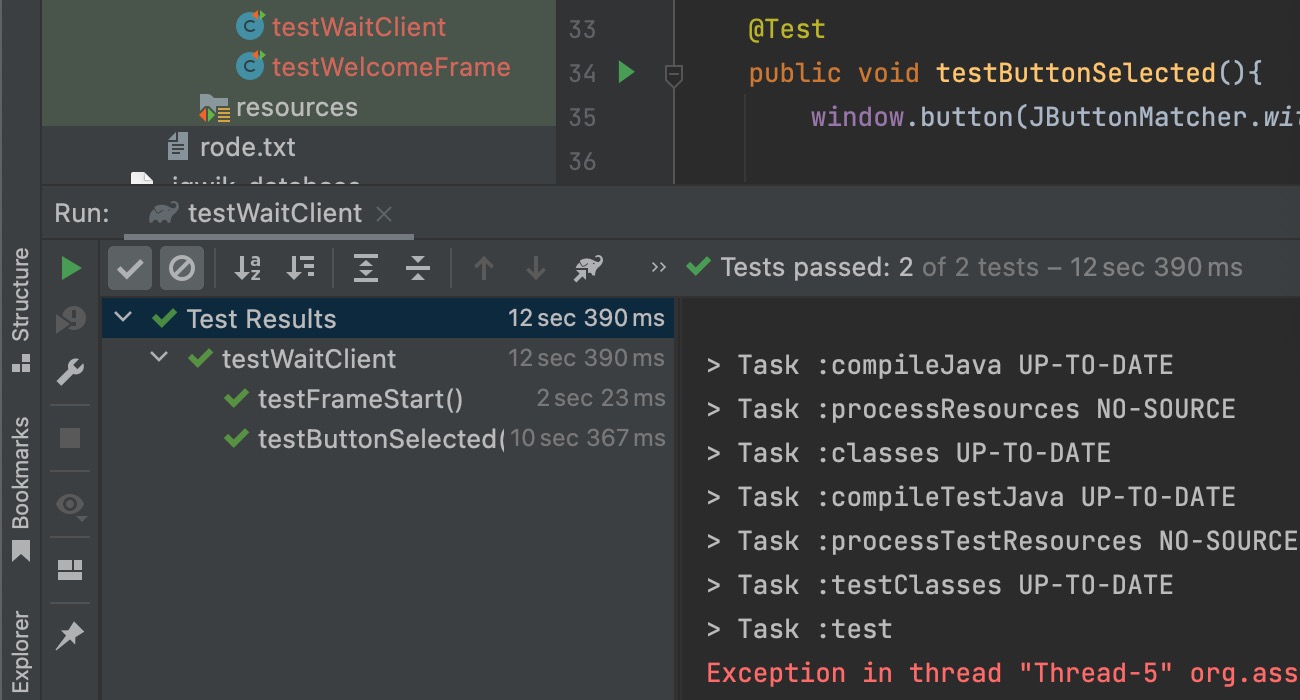 testWaitClient
testWelcomeFrame
resources
rode.txt
jqwik-database
33 @Test
34 public void testButtonSelected(){
35 window.button(JButtonMatcher.wit
36
Run: testWaitClient
Tests passed: 2 of 2 tests – 12 sec 390 ms
Test Results 12 sec 390 ms
testWaitClient 12 sec 390 ms
testFrameStart() 2 sec 23 ms
testButtonSelected( 10 sec 367 ms
> Task :compileJava UP-TO-DATE
> Task :processResources NO-SOURCE
> Task :classes UP-TO-DATE
> Task :compileTestJava UP-TO-DATE
> Task :processTestResources NO-SOURCE
> Task :testClasses UP-TO-DATE
> Task :test
Exception in thread "Thread-5" org.ass
Structure
Bookmarks
Explorer